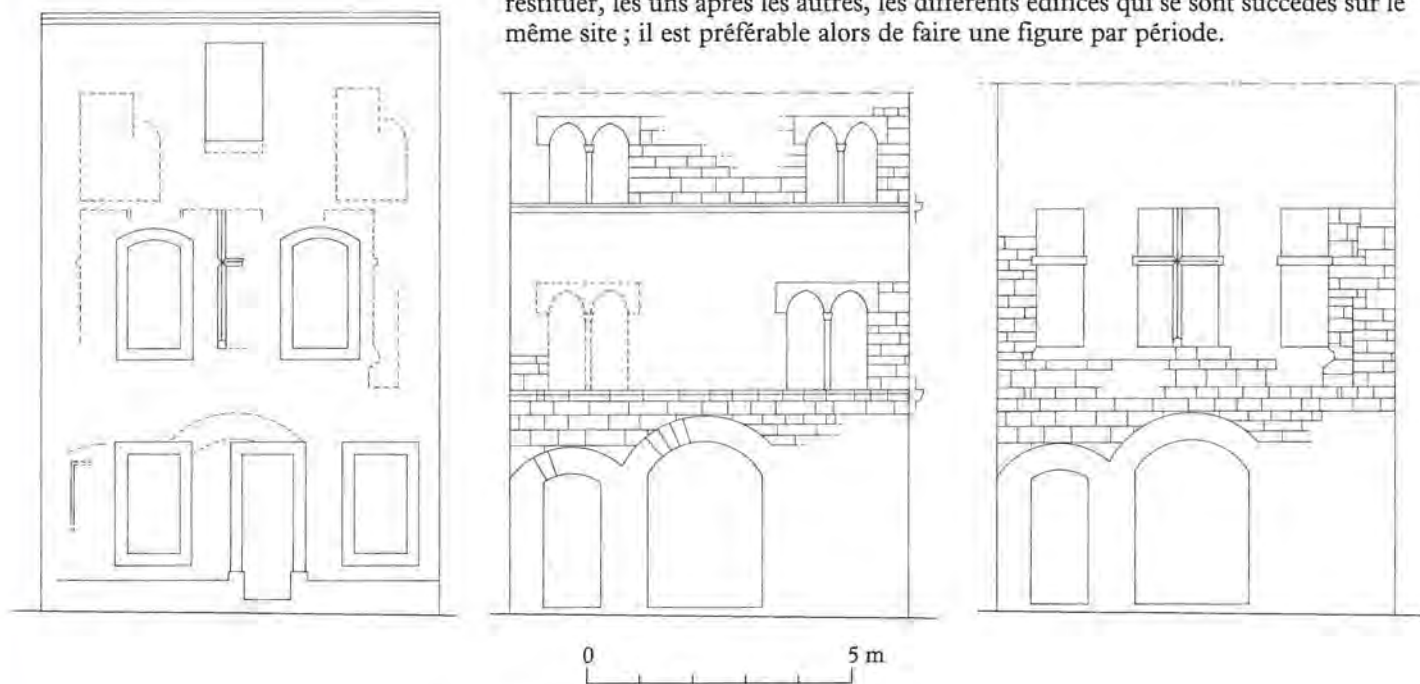 restituer, les uns après les autres, les différents édifices qui se sont succédés sur le
même site ; il est préférable alors de faire une figure par période.
0 5 m